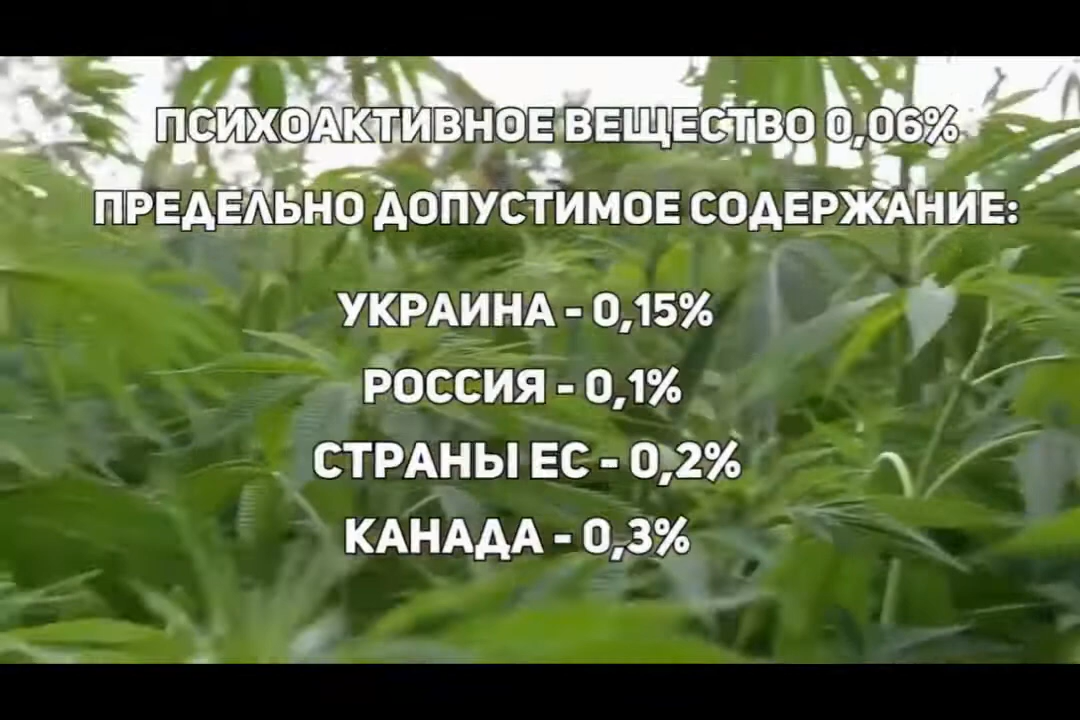 ПСИХОАКТИВНОЕ ВЕЩЕСТВО 0,06%
ПРЕДЕЛЬНО ДОПУСТИМОЕ СОДЕРЖАНИЕ:
УКРАИНА - 0,15%
РОССИЯ - 0,1%
СТРАНЫ ЕС - 0,2%
КАНАДА - 0,3%